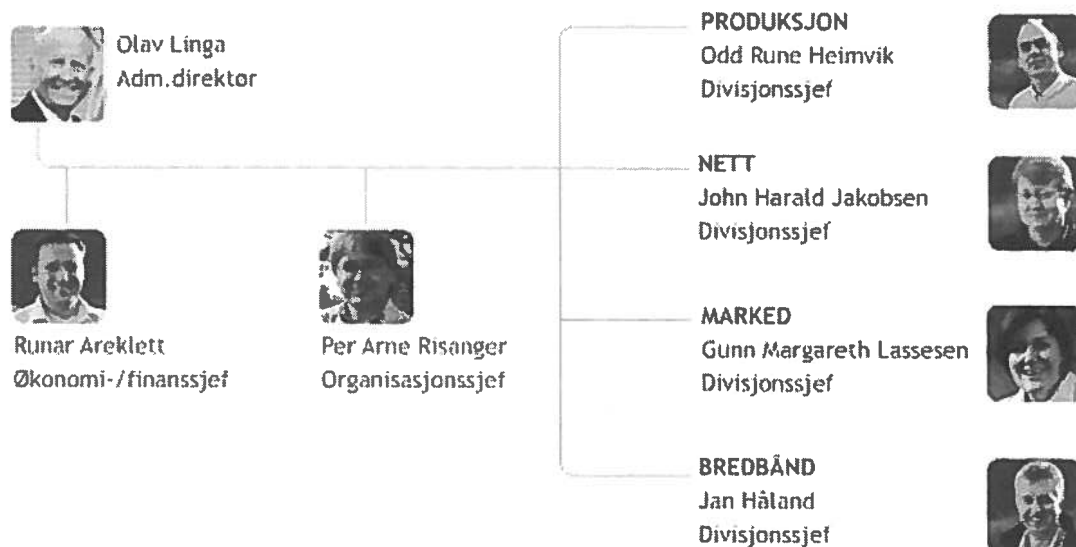 Olav Linga
Adm.direktør
Runar Areklett
Økonomi-/finanssjef
Per Arne Risanger
Organisasjonssjef
PRODUKSJON
Odd Rune Heimvik
Divisjonssjef
NETT
John Harald Jakobsen
Divisjonssjef
MARKED
Gunn Margareth Lassesen
Divisjonssjef
BREDBÅND
Jan Håland
Divisjonssjef